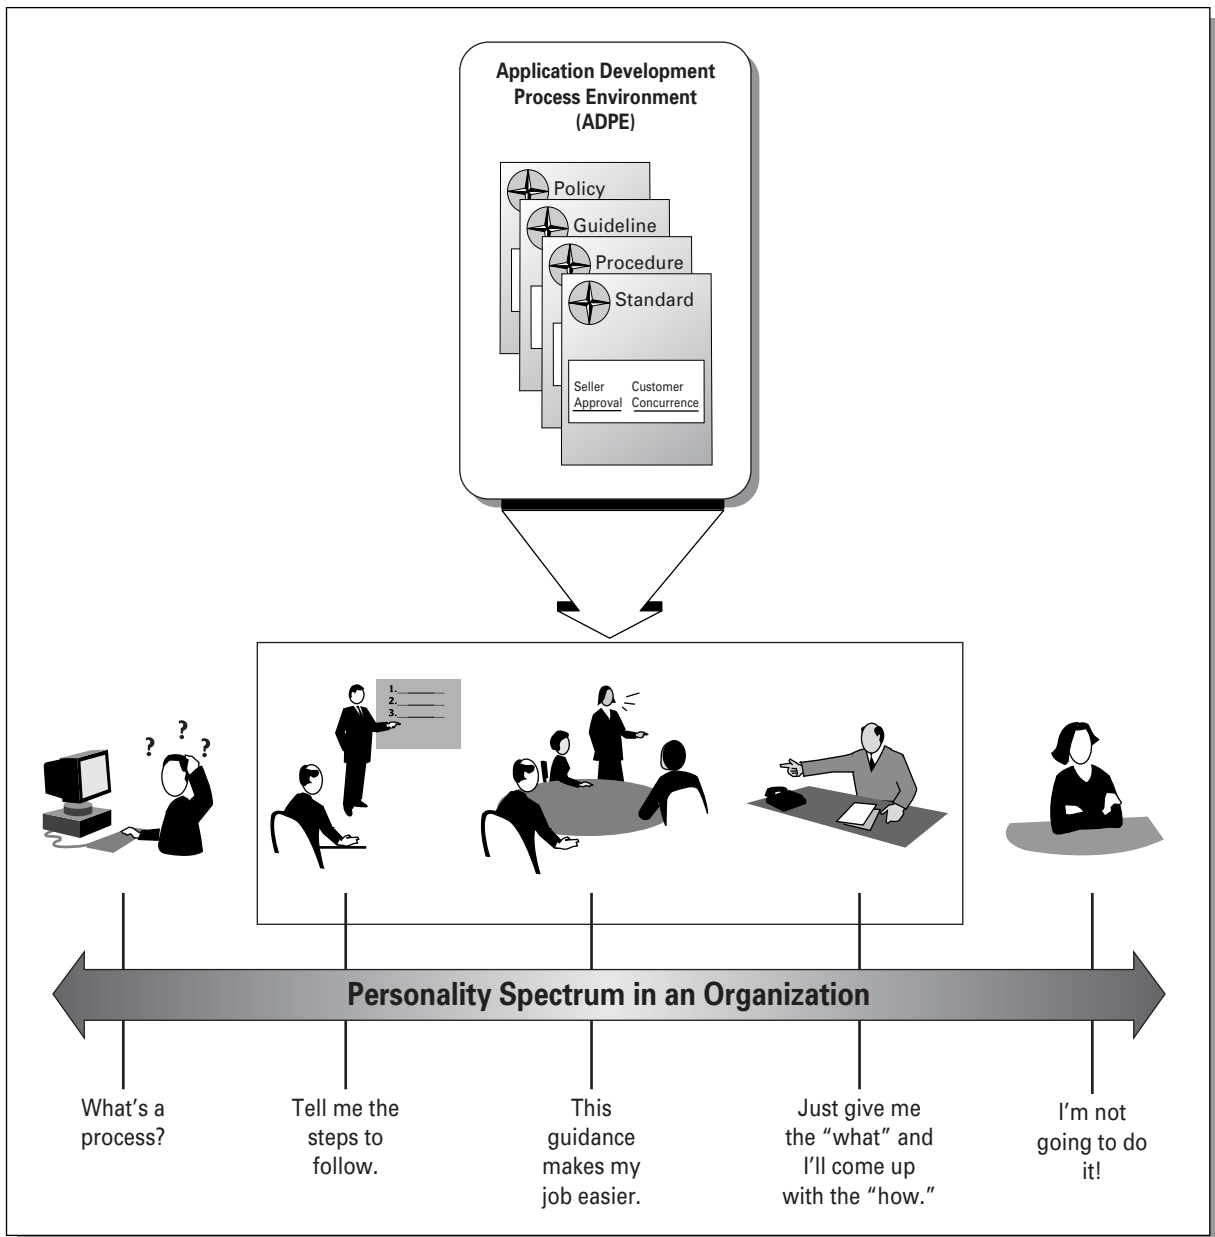 Application Development
Process Environment
(ADPE)
Policy
Guideline
Procedure
Standard
Seller
Approval
Customer
Concurrence
1.
2.
3.
? ? ?
Personality Spectrum in an Organization
What's a
process?
Tell me the
steps to
follow.
This
guidance
makes my
job easier.
Just give me
the “what” and
I’ll come up
with the “how.”
I’m not
going to do
it!